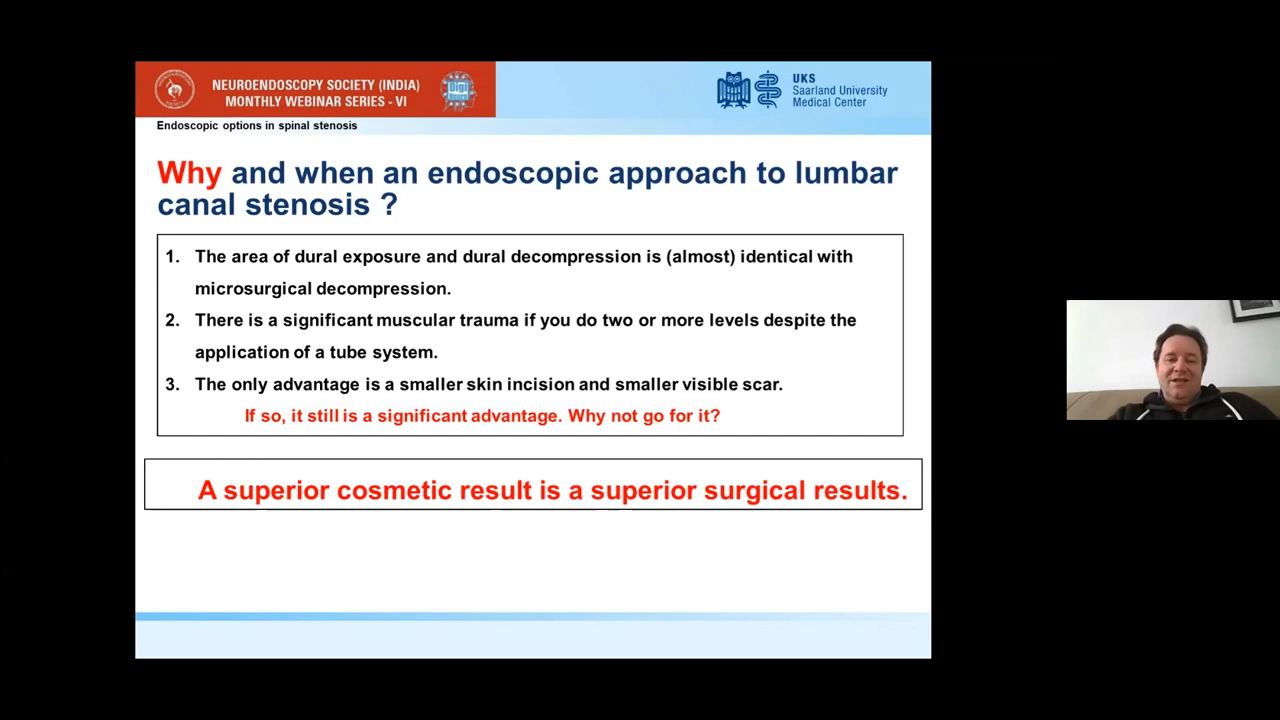 NEUROENDOSCOPY SOCIETY (INDIA)
MONTHLY WEBINAR SERIES - VI
Digi
UKS
Saarland University
Medical Center
Endoscopic options in spinal stenosis
Why and when an endoscopic approach to lumbar
canal stenosis ?
1. The area of dural exposure and dural decompression is (almost) identical with
microsurgical decompression.
2. There is a significant muscular trauma if you do two or more levels despite the
application of a tube system.
3. The only advantage is a smaller skin incision and smaller visible scar.
If so, it still is a significant advantage. Why not go for it?
A superior cosmetic result is a superior surgical results.